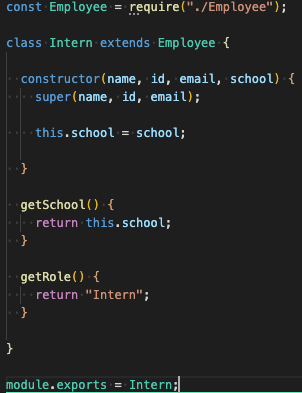 const Employee = require("./Employee");
class Intern extends Employee {
constructor(name, id, email, school) {
super(name, id, email);
this.school = school;
}
getSchool() {
return this.school;
}
getRole() {
return "Intern";
}
}
module.exports = Intern;